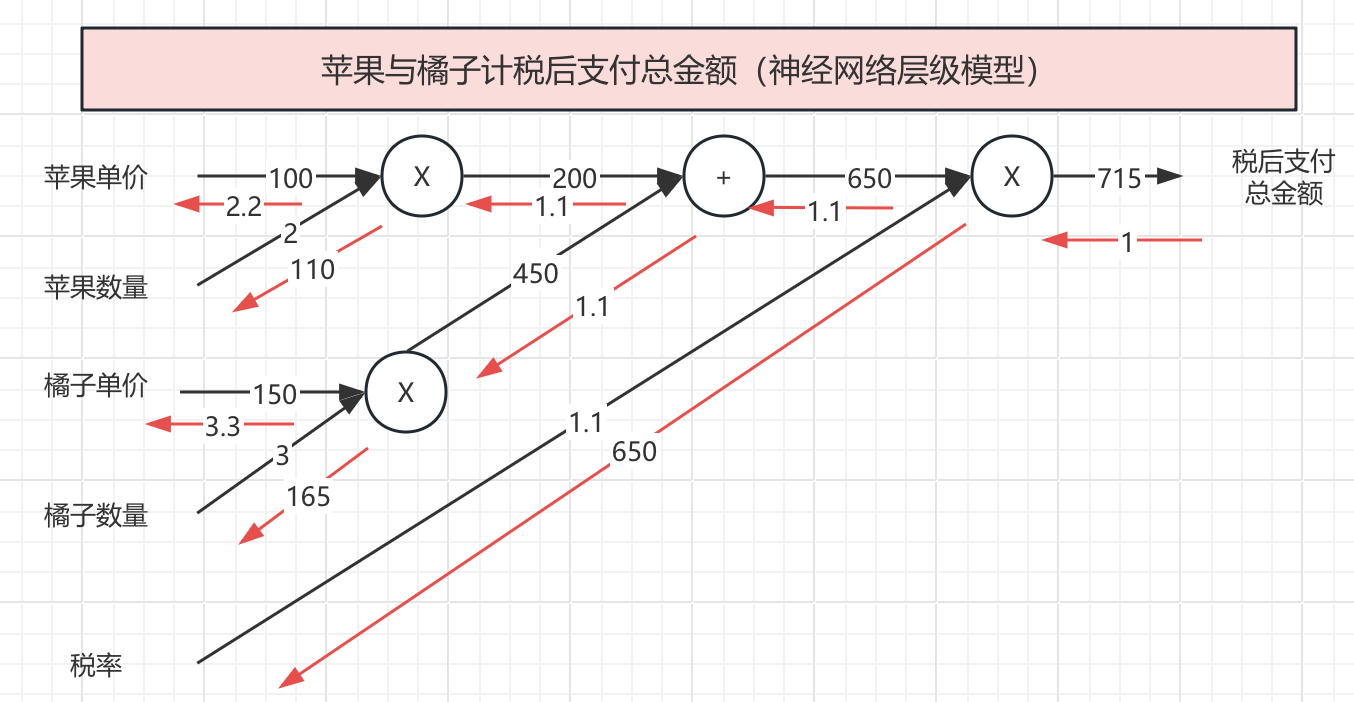 苹果与橘子计税后支付总金额（神经网络层级模型）
苹果单价
100
X
200
+
650
X
715
税后支付
总金额
2.2
1.1
1.1
2
1
苹果数量
110
450
1.1
橘子单价
150
X
3.3
1.1
3
650
165
橘子数量
税率